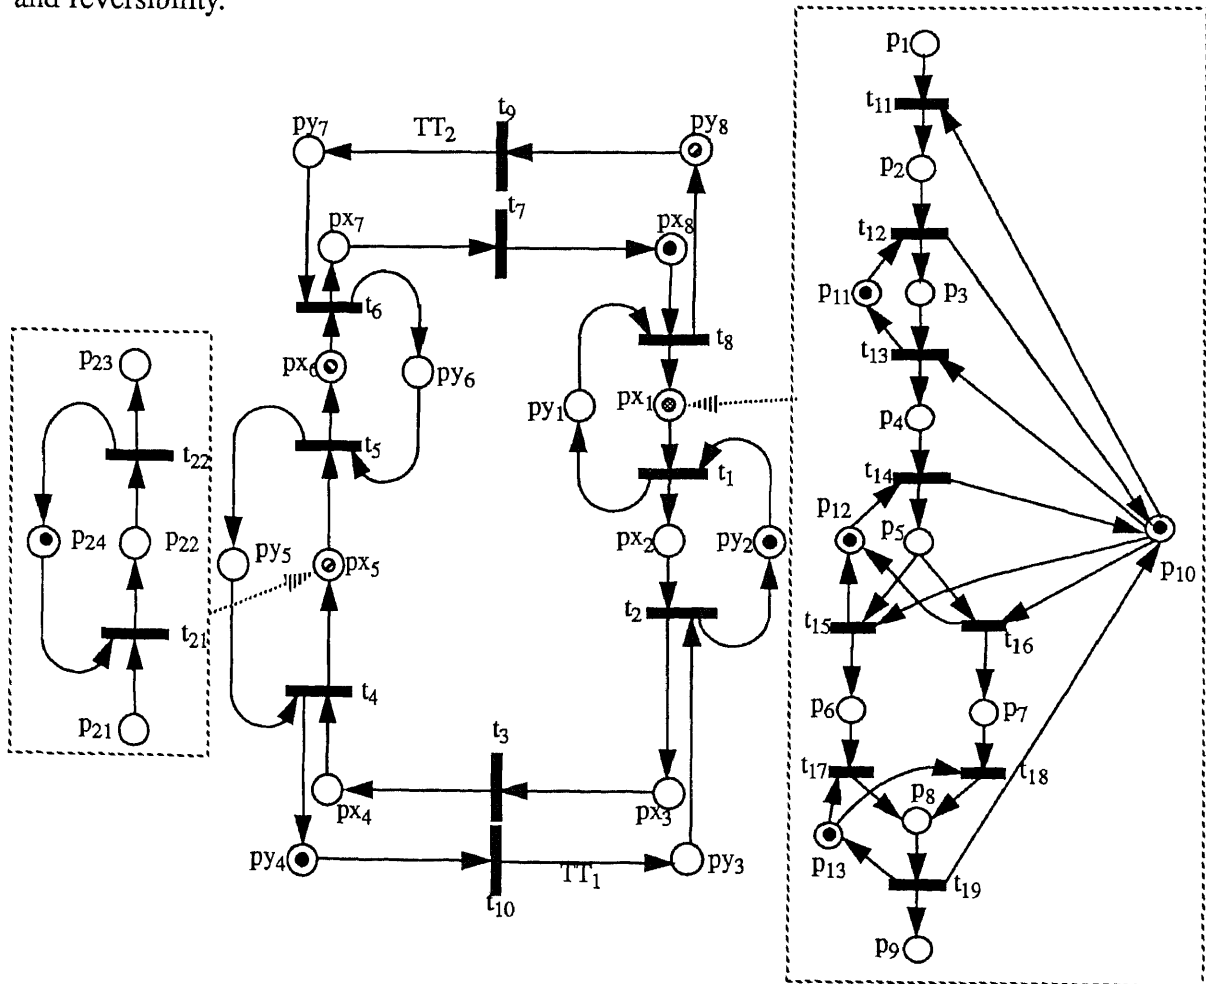 and reversibility.
p1
t11
t9
py7
TT2
py8
p2
t7
px7
px8
t12
p11
p3
t6
t8
t13
p23
px6
py6
py1
px1
p4
t5
t22
t1
t14
p12
p5
p24
p22
py5
px5
px2
py2
p10
t2
t21
t15
t16
t4
p21
p6
p7
t3
t17
t18
px4
px3
p8
p13
py4
TT1
py3
t10
t19
p9